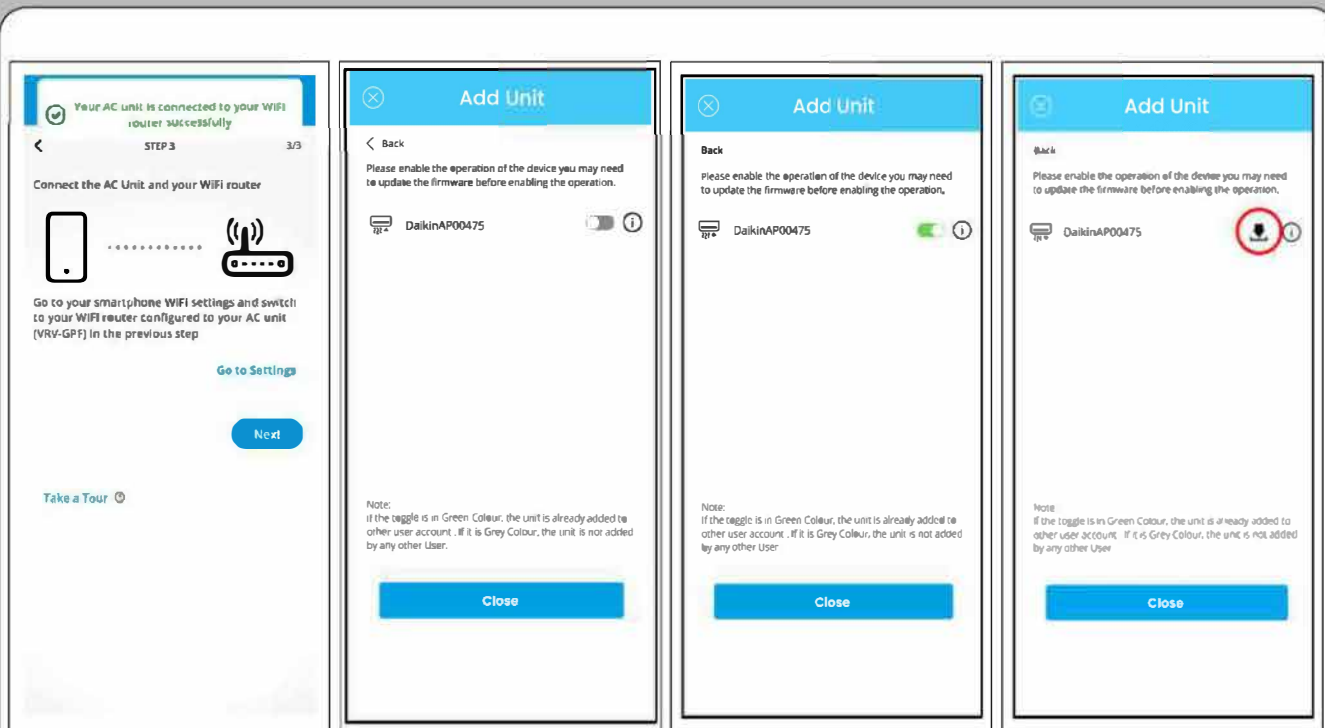 Your AC unit is connected to your WIFI
router successfully
STEP 3
3/3
Connect the AC Unit and your WiFi router
Go to your smartphone WiFi settings and switch
to your WiFi router configured to your AC unit
(VRV-GPF) in the previous step
Go to Settings
Next
Take a Tour
Add Unit
Back
Please enable the operation of the device you may need
to update the firmware before enabling the operation.
DaikinAP00475
Note:
If the toggle is in Green Colour, the unit is already added to
other user account . If it is Grey Colour, the unit is not added
by any other User.
Close
Add Unit
Back
Please enable the operation of the device you may need
to update the firmware before enabling the operation.
DaikinAP00475
Note:
If the toggle is in Green Colour, the unit is already added to
other user account . If it is Grey Colour, the unit is not added
by any other User
Close
Add Unit
Back
Please enable the operation of the device you may need
to update the firmware before enabling the operation.
DaikinAP00475
Note
If the toggle is in Green Colour, the unit is already added to
other user account If it is Grey Colour, the unit is not added
by any other User
Close